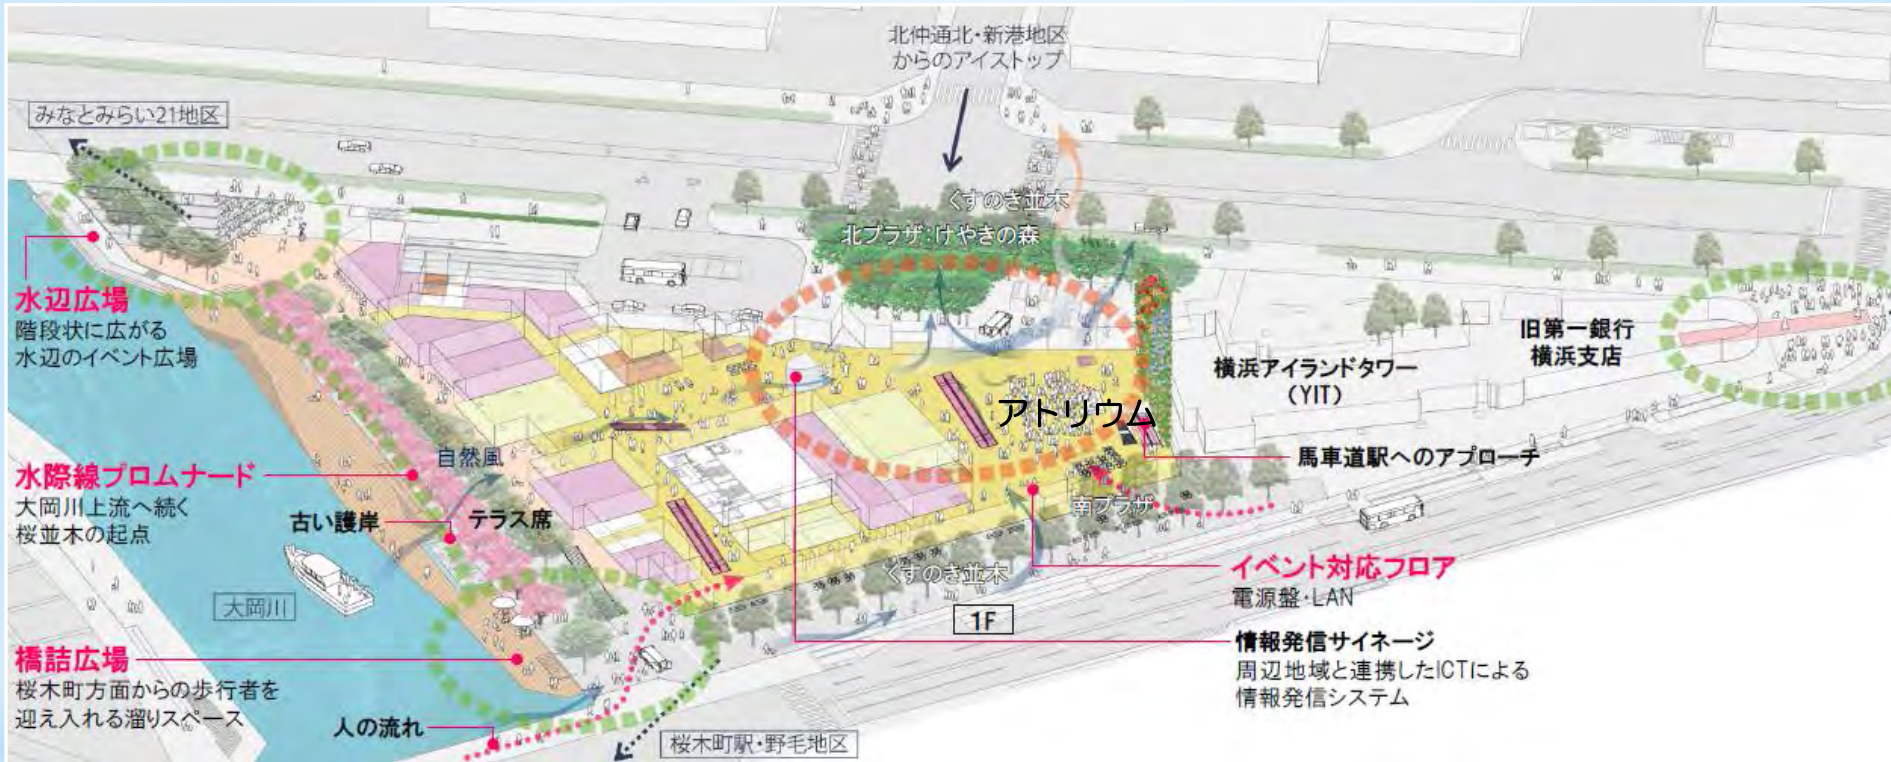 北仲通北・新港地区
からのアイストップ
みなとみらい21地区
くすのき並木
北プラザ:けやきの森
水辺広場
階段状に広がる
水辺のイベント広場
旧第一銀行
横浜支店
横浜アイランドタワー
（YIT）
アトリウム
馬車道駅へのアプローチ
自然風
水際線プロムナード
大岡川上流へ続く
桜並木の起点
古い護岸
テラス席
南プラザ
イベント対応フロア
電源盤・LAN
くすのき並木
大岡川
1F
情報発信サイネージ
周辺地域と連携したICTによる
情報発信システム
橋詰広場
桜木町方面からの歩行者を
迎え入れる溜りスペース
人の流れ
桜木町駅・野毛地区